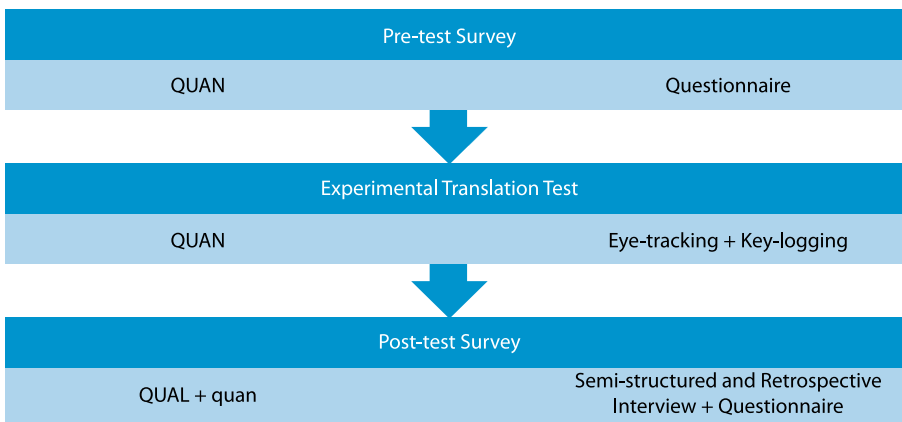 Pre-test Survey
QUAN
Questionnaire
Experimental Translation Test
QUAN
Eye-tracking + Key-logging
Post-test Survey
QUAL + quan
Semi-structured and Retrospective
Interview + Questionnaire